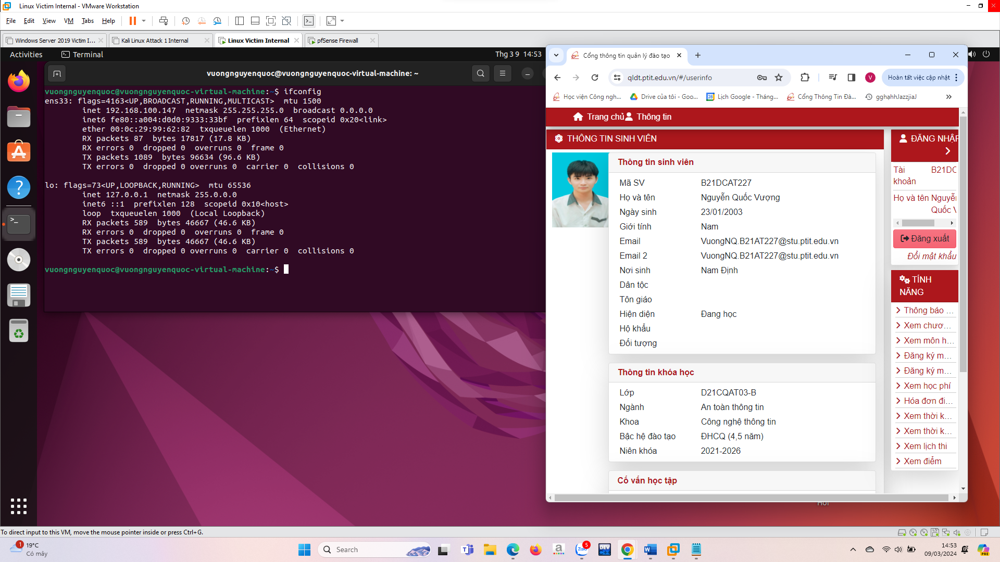 Linux Victim Internal - VMware Workstation
File Edit View VM Tabs Help
Windows Server 2019 Victim I... Kali Linux Attack 1 Internal Linux Victim Internal pfSense Firewall
Activities Terminal Thg 3 9 14:53
vuongnguyenquoc@vuongnguyenquoc-virtual-machine: ~
vuongnguyenquoc@vuongnguyenquoc-virtual-machine:~$ ifconfig
ens33: flags=4163<UP,BROADCAST,RUNNING,MULTICAST>  mtu 1500
inet 192.168.100.147  netmask 255.255.255.0  broadcast 0.0.0.0
inet6 fe80::a004:d0d0:9333:33bf  prefixlen 64  scopeid 0x20<link>
ether 00:0c:29:99:62:82  txqueuelen 1000  (Ethernet)
RX packets 87  bytes 17817 (17.8 KB)
RX errors 0  dropped 0  overruns 0  frame 0
TX packets 1089  bytes 96634 (96.6 KB)
TX errors 0  dropped 0 overruns 0  carrier 0  collisions 0
lo: flags=73<UP,LOOPBACK,RUNNING>  mtu 65536
inet 127.0.0.1  netmask 255.0.0.0
inet6 ::1  prefixlen 128  scopeid 0x10<host>
loop  txqueuelen 1000  (Local Loopback)
RX packets 589  bytes 46667 (46.6 KB)
RX errors 0  dropped 0  overruns 0  frame 0
TX packets 589  bytes 46667 (46.6 KB)
TX errors 0  dropped 0 overruns 0  carrier 0  collisions 0
vuongnguyenquoc@vuongnguyenquoc-virtual-machine:~$
Cổng thông tin quản lý đào tạo
qldt.ptit.edu.vn/#/userinfo V Hoàn tất việc cập nhật
Học viện Công ngh... Drive của tôi - Goo... 28 Lịch Google - Tháng... Cổng Thông Tin Đà... gghạhhJazzjiaJ »
Trang chủ Thông tin
THÔNG TIN SINH VIÊN
Thông tin sinh viên
Mã SV B21DCAT227
Họ và tên Nguyễn Quốc Vượng
Ngày sinh 23/01/2003
Giới tính Nam
Email VuongNQ.B21AT227@stu.ptit.edu.vn
Email 2 VuongNQ.B21AT227@stu.ptit.edu.vn
Nơi sinh Nam Định
Dân tộc
Tôn giáo
Hiện diện Đang học
Hộ khẩu
Đối tượng
Thông tin khóa học
Lớp D21CQAT03-B
Ngành An toàn thông tin
Khoa Công nghệ thông tin
Bậc hệ đào tạo ĐHCQ (4,5 năm)
Niên khóa 2021-2026
Cố vấn học tập
ĐĂNG NHẬP
Tài khoản B21DC
Họ và tên Nguyễn
Quốc V
Đăng xuất
Đổi mật khẩu
TÍNH
NĂNG
Thông báo ...
Xem chươ...
Xem môn h...
Đăng ký m...
Đăng ký m...
Xem học phí
Hóa đơn đi...
Xem thời k...
Xem thời k...
Xem lịch thi
Xem điểm
To direct input to this VM, move the mouse pointer inside or press Ctrl+G.
1 19°C
Có mây
Search
Zalo 5
DEV
14:53
09/03/2024
PRE